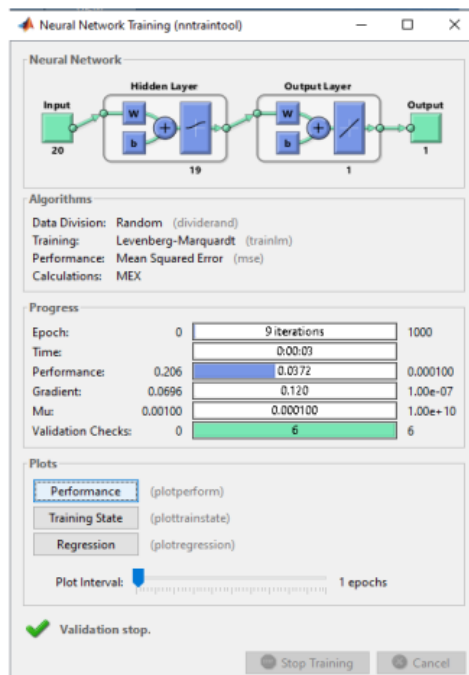 Neural Network Training (nntraintool)
Neural Network
Hidden Layer
Output Layer
Input
Output
W
b
+
W
b
+
20
19
1
1
Algorithms
Data Division: Random (dividerand)
Training: Levenberg-Marquardt (trainlm)
Performance: Mean Squared Error (mse)
Calculations: MEX
Progress
Epoch: 0 9 iterations 1000
Time: 0:00:03
Performance: 0.206 0.0372 0.000100
Gradient: 0.0696 0.120 1.00e-07
Mu: 0.00100 0.000100 1.00e+10
Validation Checks: 0 6 6
Plots
Performance (plotperform)
Training State (plottrainstate)
Regression (plotregression)
Plot Interval: 1 epochs
Validation stop.
Stop Training Cancel